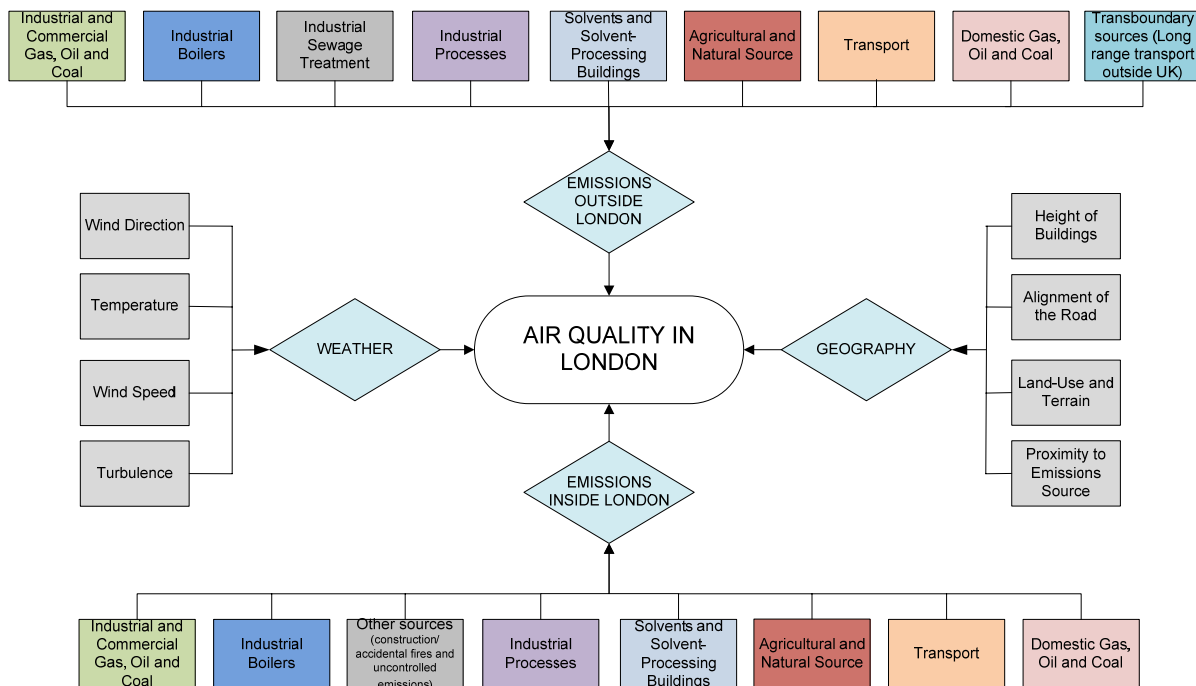 Industrial and
Commercial
Gas, Oil and
Coal
Industrial
Boilers
Industrial
Sewage
Treatment
Industrial
Processes
Solvents and
Solvent-
Processing
Buildings
Agricultural and
Natural Source
Transport
Domestic Gas,
Oil and Coal
Transboundary
sources (Long
range transport
outside UK)
EMISSIONS
OUTSIDE
LONDON
Wind Direction
Temperature
Wind Speed
Turbulence
WEATHER
AIR QUALITY IN
LONDON
GEOGRAPHY
Height of
Buildings
Alignment of
the Road
Land-Use and
Terrain
Proximity to
Emissions
Source
EMISSIONS
INSIDE LONDON
Industrial and
Commercial
Gas, Oil and
Coal
Industrial
Boilers
Other sources
(construction/
accidental fires and
uncontrolled
emissions)
Industrial
Processes
Solvents and
Solvent-
Processing
Buildings
Agricultural and
Natural Source
Transport
Domestic Gas,
Oil and Coal